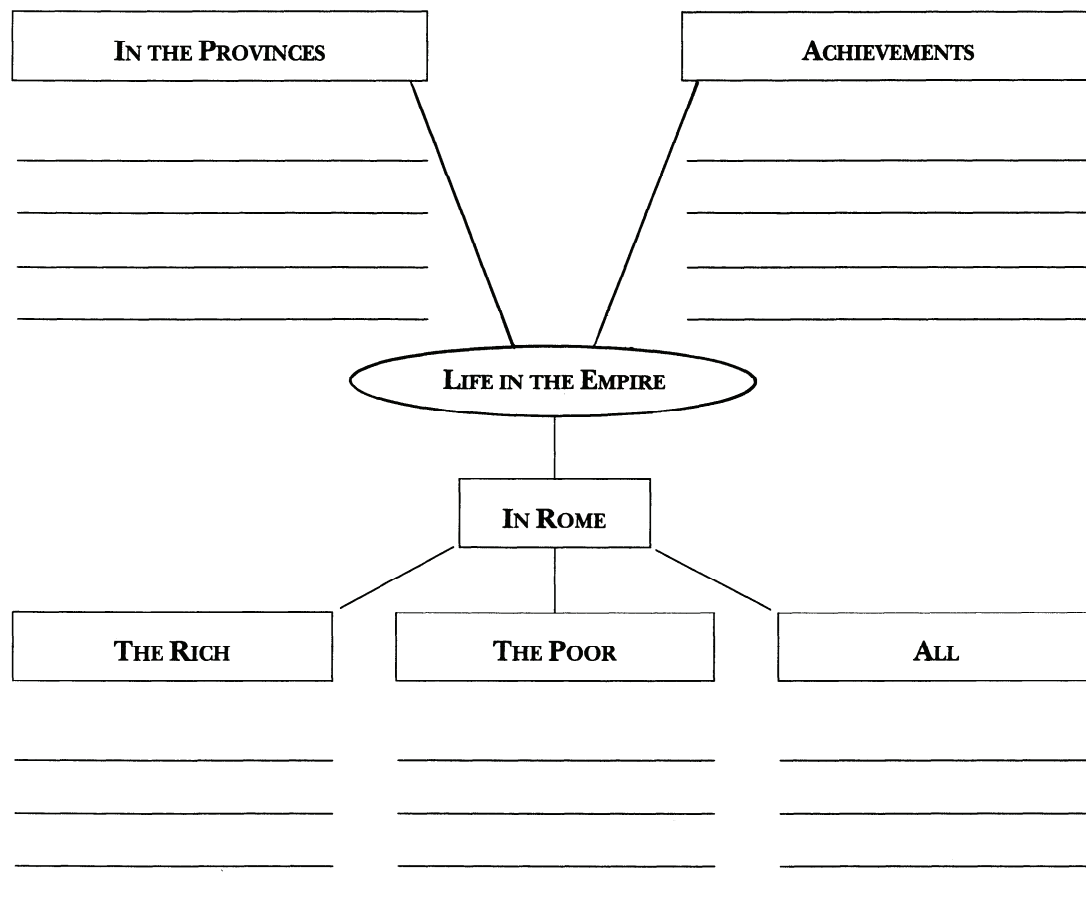 IN THE PROVINCES
ACHIEVEMENTS
LIFE IN THE EMPIRE
IN ROME
THE RICH
THE POOR
ALL